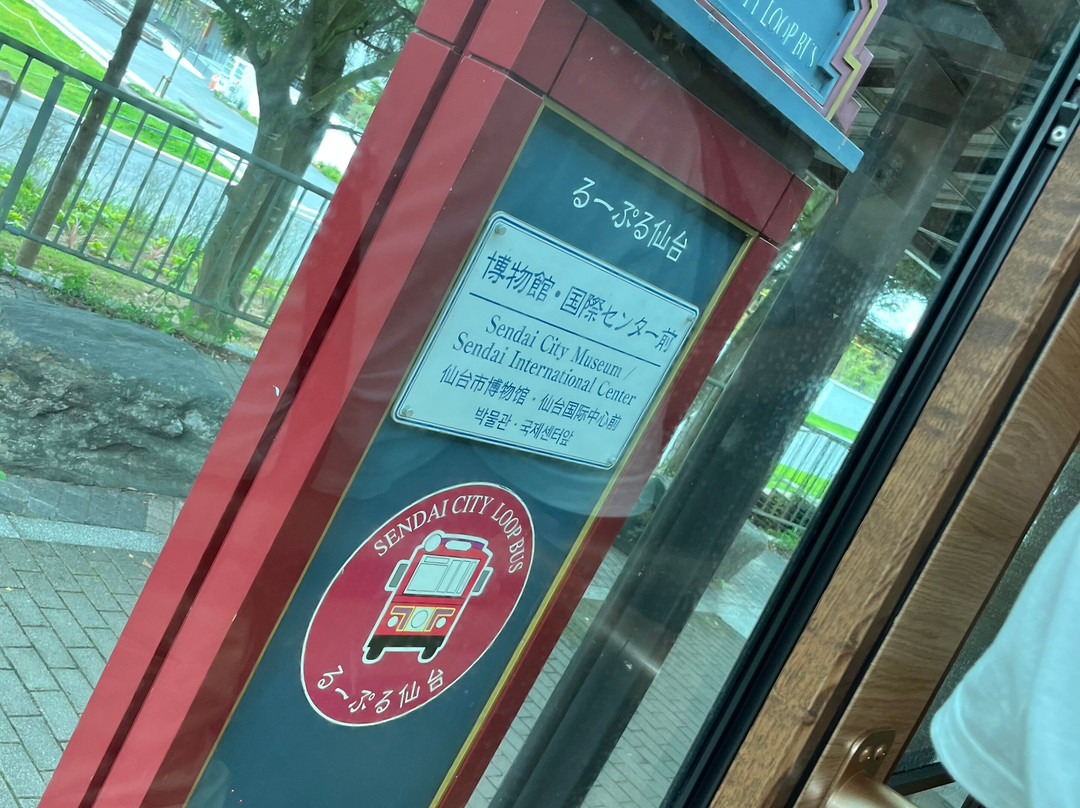 LOOP BUS
るーぷる仙台
博物館・国際センター前
Sendai City Museum /
Sendai International Center
仙台市博物馆・仙台国际中心前
박물관・국제센터앞
SENDAI CITY LOOP BUS
るーぷる仙台